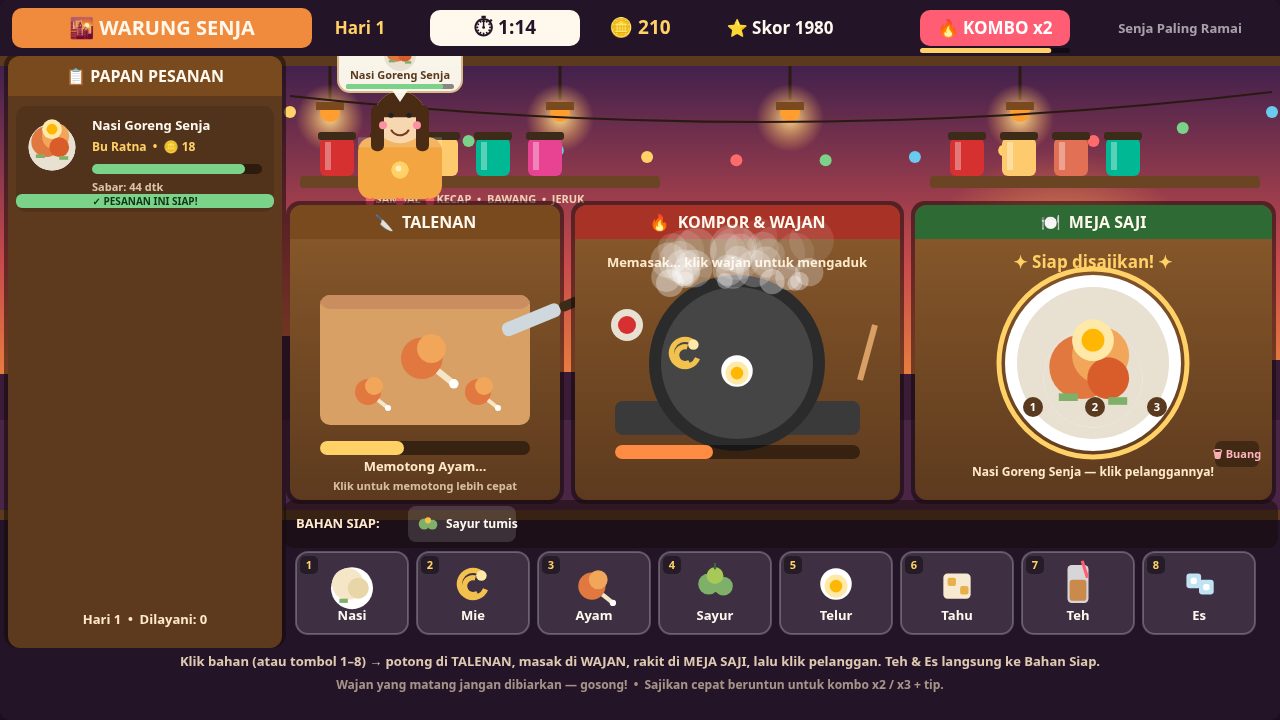 WARUNG SENJA
Hari 1
1:14
210
Skor 1980
KOMBO x2
Senja Paling Ramai
PAPAN PESANAN
Nasi Goreng Senja
Bu Ratna • 18
Sabar: 44 dtk
✓ PESANAN INI SIAP!
Hari 1 • Dilayani: 0
Nasi Goreng Senja
KECAP • BAWANG • JERUK
TALENAN
Memotong Ayam...
Klik untuk memotong lebih cepat
KOMPOR & WAJAN
Memasak... klik wajan untuk mengaduk
MEJA SAJI
✦ Siap disajikan! ✦
1 2 3
Buang
Nasi Goreng Senja — klik pelanggannya!
BAHAN SIAP:
Sayur tumis
1 Nasi
2 Mie
3 Ayam
4 Sayur
5 Telur
6 Tahu
7 Teh
8 Es
Klik bahan (atau tombol 1–8) → potong di TALENAN, masak di WAJAN, rakit di MEJA SAJI, lalu klik pelanggan. Teh & Es langsung ke Bahan Siap.
Wajan yang matang jangan dibiarkan — gosong! • Sajikan cepat beruntun untuk kombo x2 / x3 + tip.